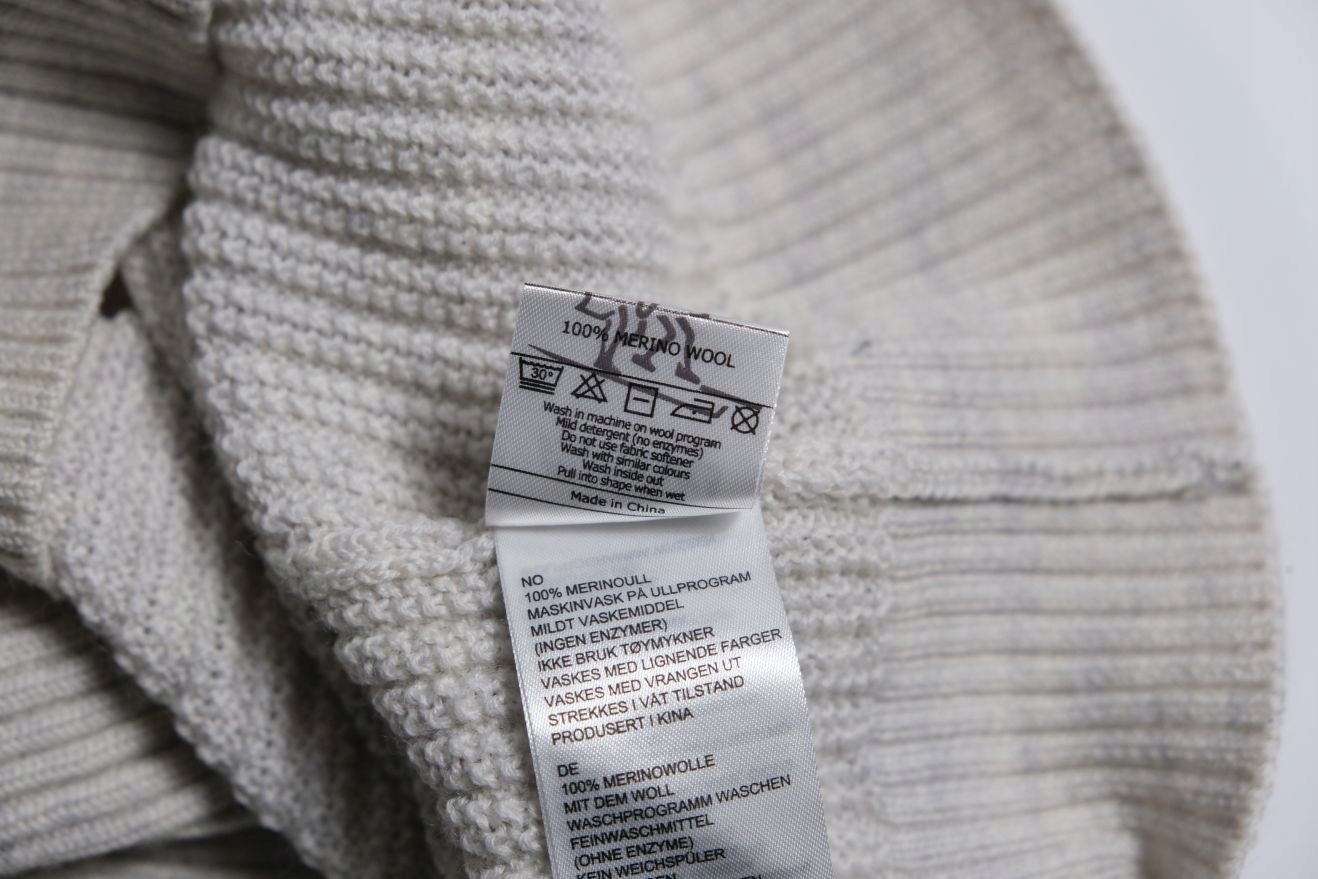 100% MERINO WOOL
30°
Wash in machine on wool program
Mild detergent (no enzymes)
Do not use fabric softener
Wash with similar colours
Wash inside out
Pull into shape when wet
Made in China
NO
100% MERINOULL
MASKINVASK PÅ ULLPROGRAM
MILDT VASKEMIDDEL
(INGEN ENZYMER)
IKKE BRUK TØYMYKNER
VASKES MED LIGNENDE FARGER
VASKES MED VRANGEN UT
STREKKES I VÅT TILSTAND
PRODUSERT I KINA
DE
100% MERINOWOLLE
MIT DEM WOLL
WASCHPROGRAMM WASCHEN
FEINWASCHMITTEL
(OHNE ENZYME)
KEIN WEICHSPÜLER